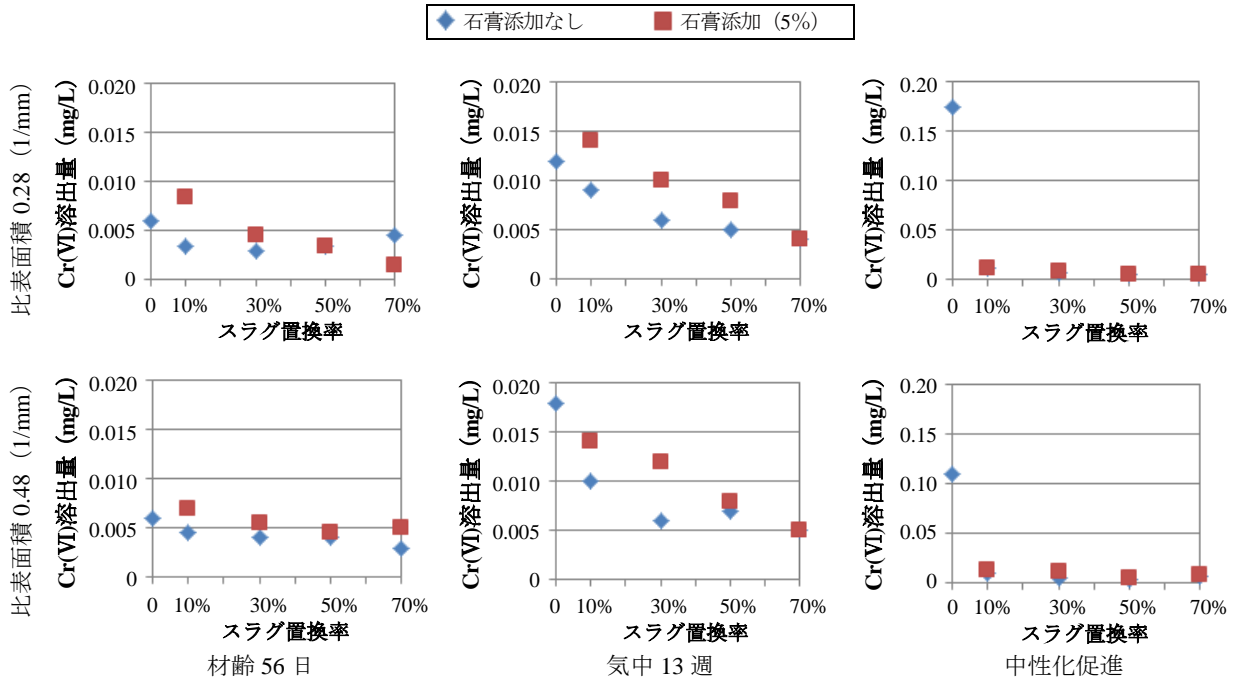 石膏添加なし 石膏添加（5%）
比表面積 0.28（1/mm）
Cr(VI)溶出量（mg/L）
0.020
0.015
0.010
0.005
0
0 10% 30% 50% 70%
スラグ置換率
Cr(VI)溶出量（mg/L）
0.020
0.015
0.010
0.005
0
0 10% 30% 50% 70%
スラグ置換率
Cr(VI)溶出量（mg/L）
0.20
0.15
0.10
0.05
0
0 10% 30% 50% 70%
スラグ置換率
比表面積 0.48（1/mm）
Cr(VI)溶出量（mg/L）
0.020
0.015
0.010
0.005
0
0 10% 30% 50% 70%
スラグ置換率
材齢 56 日
Cr(VI)溶出量（mg/L）
0.020
0.015
0.010
0.005
0
0 10% 30% 50% 70%
スラグ置換率
気中 13 週
Cr(VI)溶出量（mg/L）
0.20
0.15
0.10
0.05
0
0 10% 30% 50% 70%
スラグ置換率
中性化促進